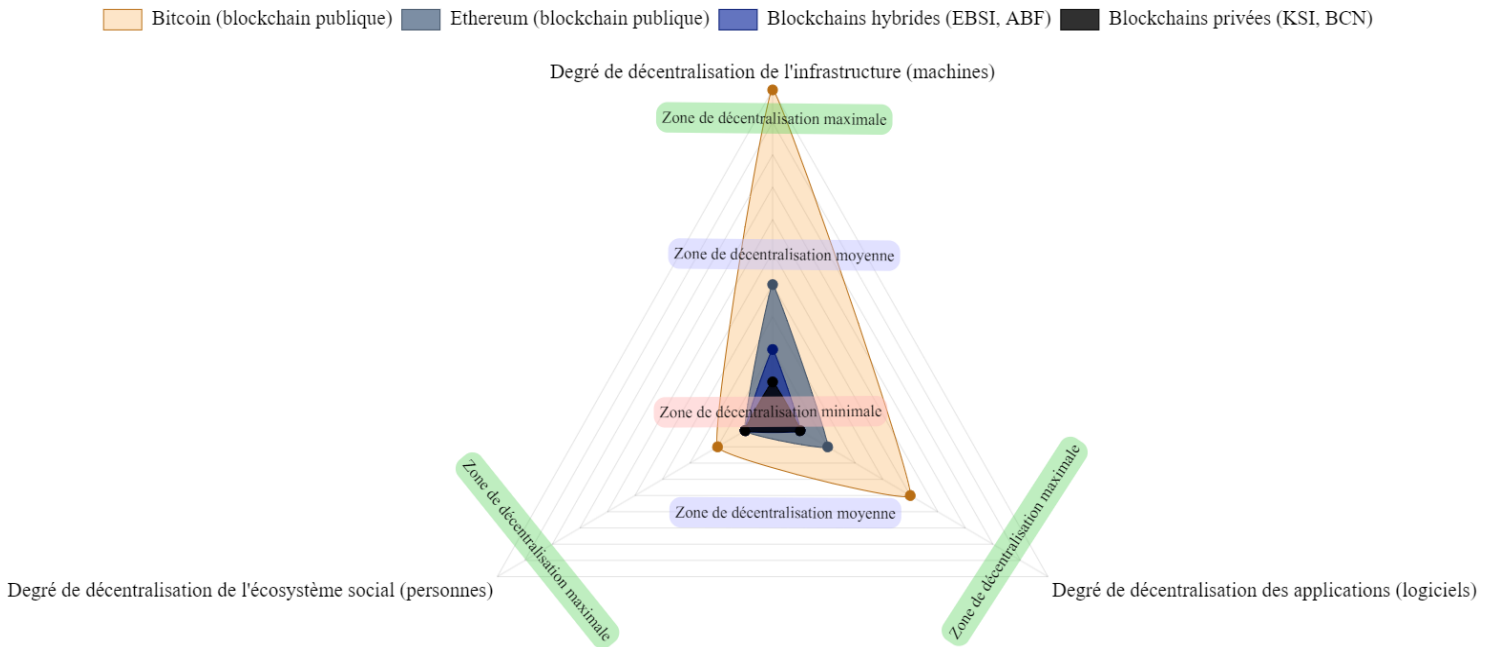 Bitcoin (blockchain publique)
Ethereum (blockchain publique)
Blockchains hybrides (EBSI, ABF)
Blockchains privées (KSI, BCN)
Degré de décentralisation de l'infrastructure (machines)
Zone de décentralisation maximale
Zone de décentralisation moyenne
Zone de décentralisation minimale
Zone de décentralisation moyenne
Zone de décentralisation maximale
Zone de décentralisation maximale
Degré de décentralisation de l'écosystème social (personnes)
Degré de décentralisation des applications (logiciels)